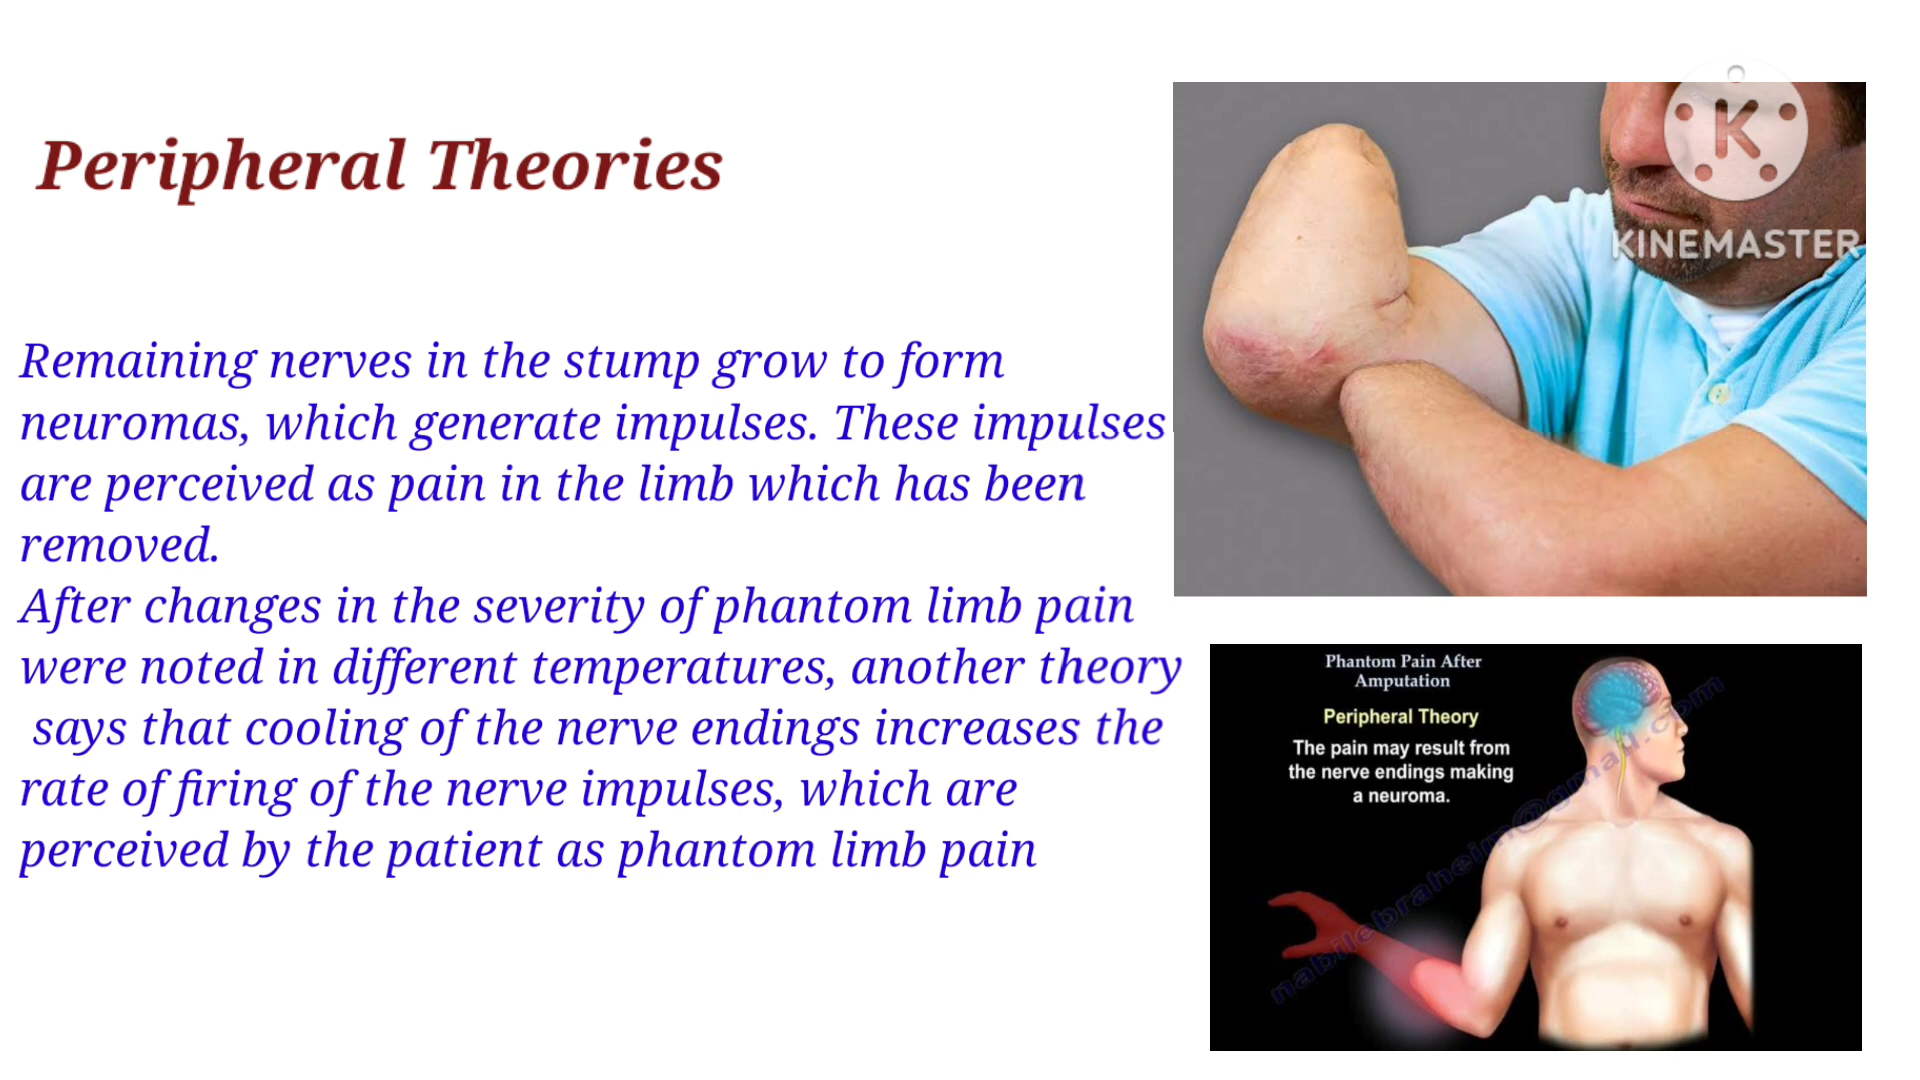 Peripheral Theories
Remaining nerves in the stump grow to form
neuromas, which generate impulses. These impulses
are perceived as pain in the limb which has been
removed.
After changes in the severity of phantom limb pain
were noted in different temperatures, another theory
says that cooling of the nerve endings increases the
rate of firing of the nerve impulses, which are
perceived by the patient as phantom limb pain
K
KINEMASTER
Phantom Pain After
Amputation
Peripheral Theory
The pain may result from
the nerve endings making
a neuroma.
nabilebraheim@gmail.com